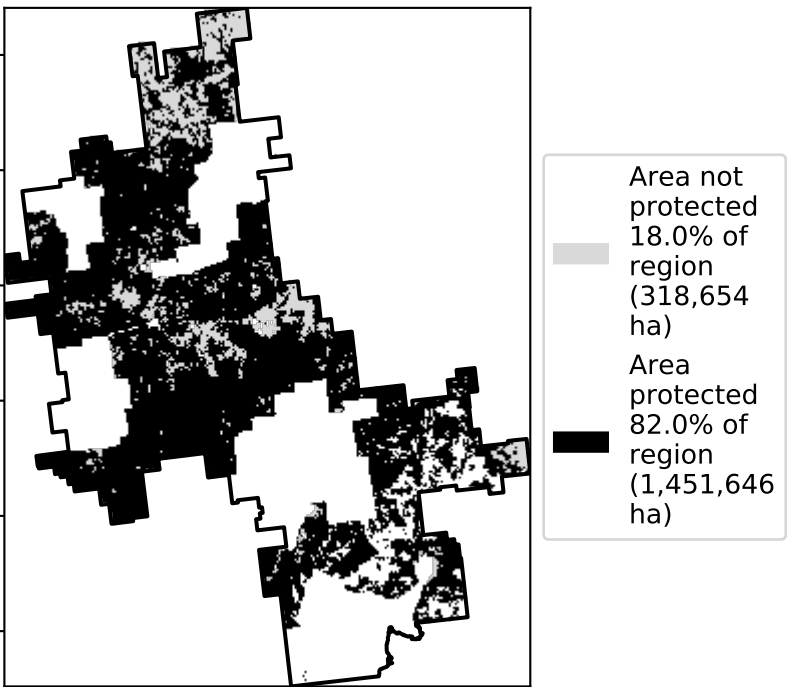 Area not
protected
18.0% of
region
(318,654
ha)
Area
protected
82.0% of
region
(1,451,646
ha)